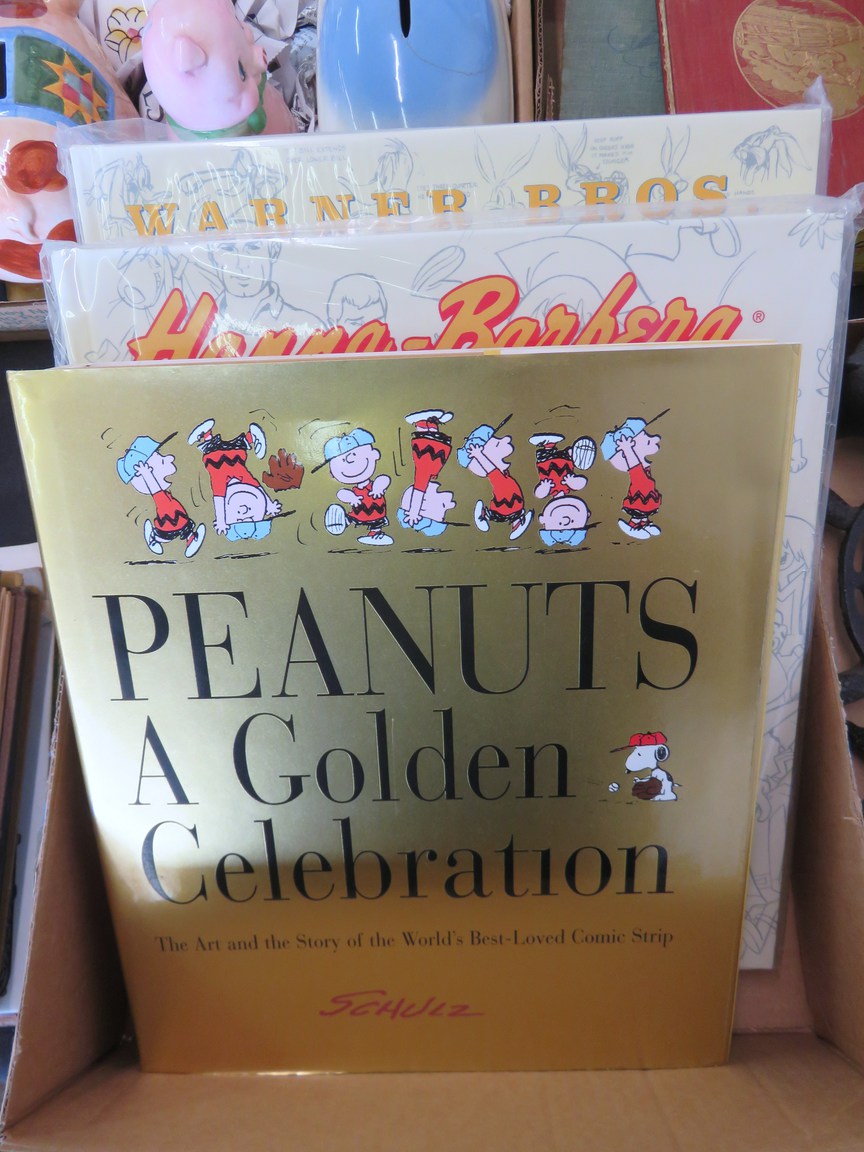 WARNER BROS.
Hanna-Barbera®
PEANUTS
A Golden
Celebration
The Art and the Story of the World's Best-Loved Comic Strip
SCHULZ